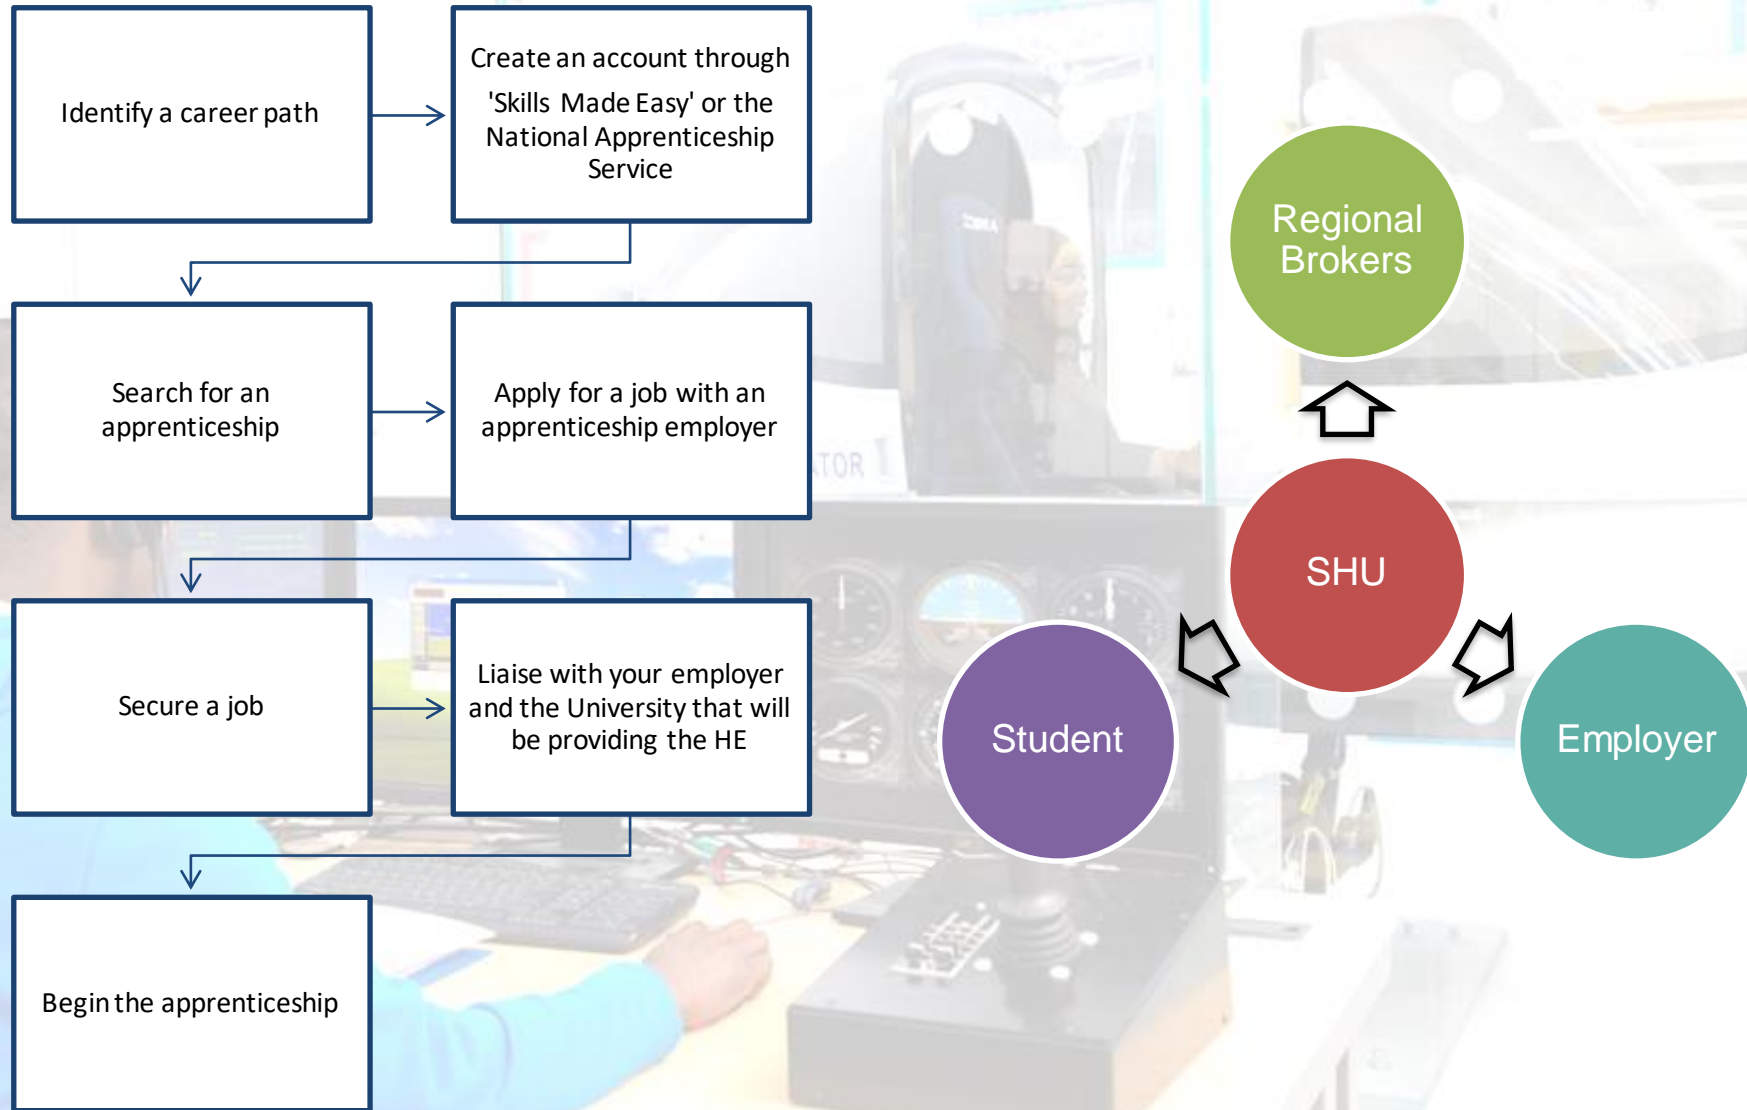 Identify a career path
Create an account through
'Skills Made Easy' or the
National Apprenticeship
Service
Search for an
apprenticeship
Apply for a job with an
apprenticeship employer
Secure a job
Liaise with your employer
and the University that will
be providing the HE
Begin the apprenticeship
Regional
Brokers
SHU
Student
Employer
ATOR 1